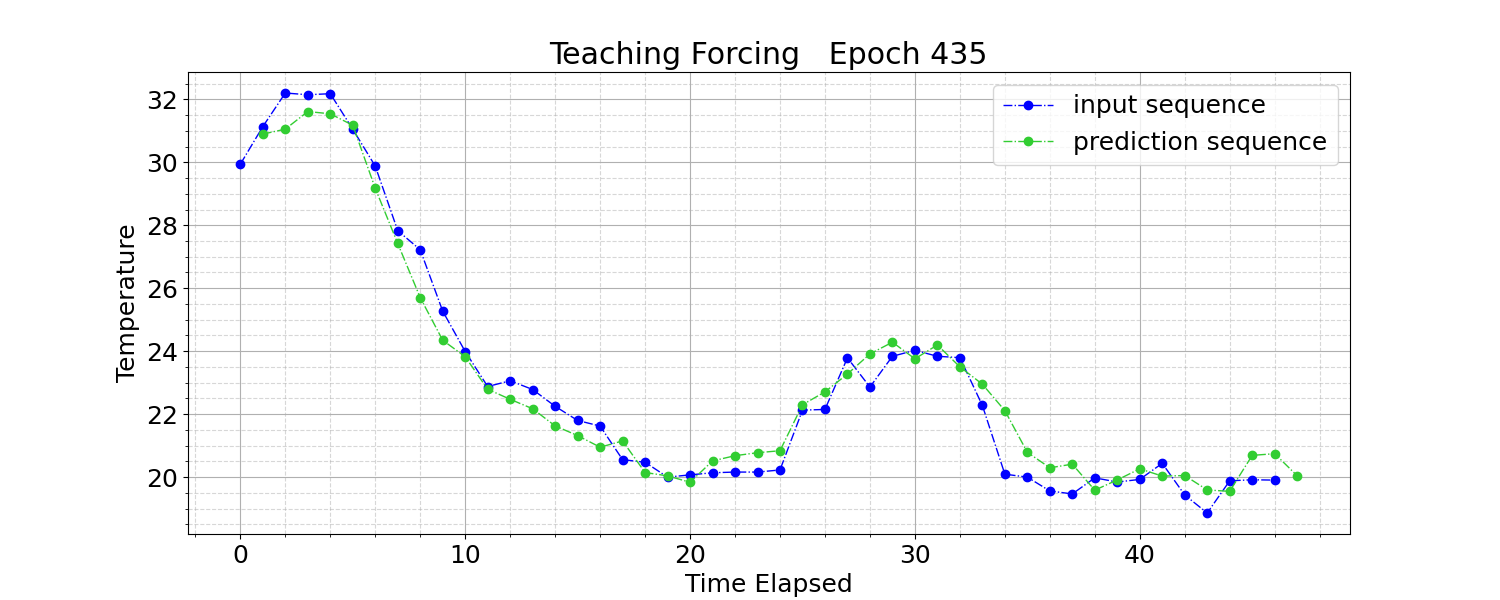 Teaching Forcing   Epoch 435
input sequence
prediction sequence
Temperature
32
30
28
26
24
22
20
0 10 20 30 40
Time Elapsed